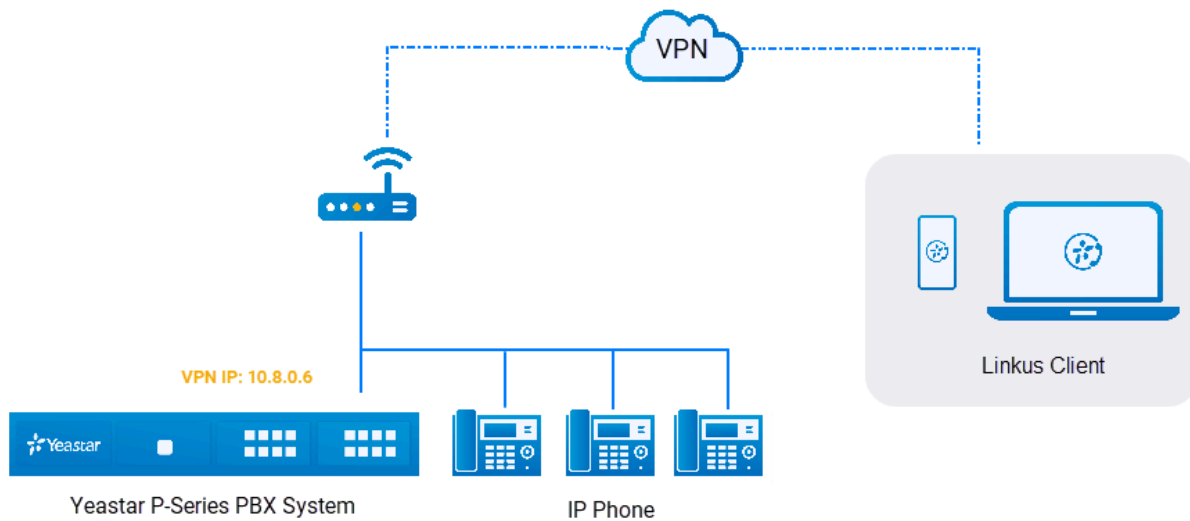 VPN
VPN IP: 10.8.0.6
Linkus Client
Yeastar
Yeastar P-Series PBX System
IP Phone